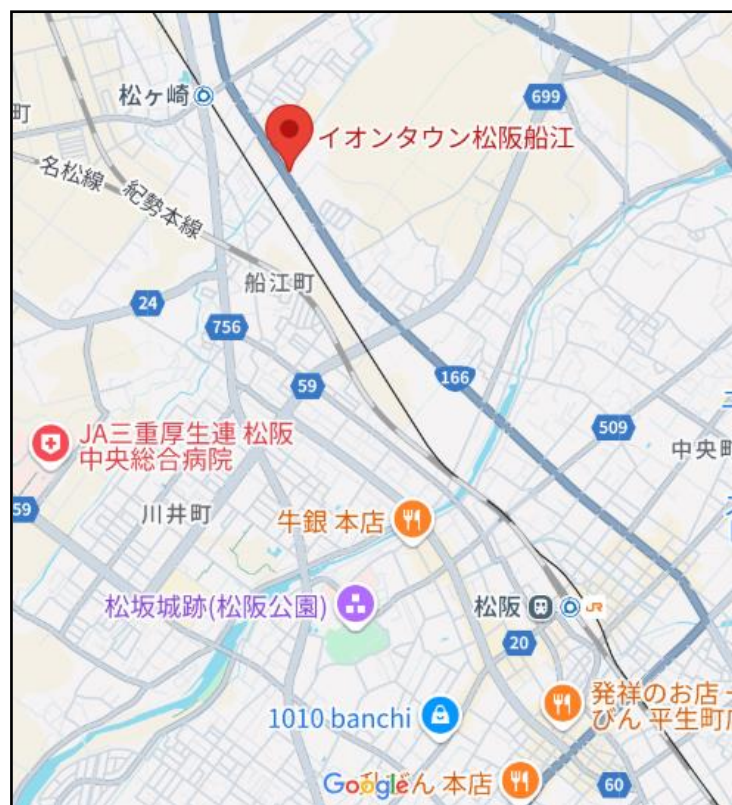 松ヶ崎
699
町
イオンタウン松阪船江
名松線
紀勢本線
船江町
24
756
59
166
509
JA三重厚生連 松阪
中央総合病院
中央町
59
川井町
牛銀 本店
松坂城跡(松阪公園)
松阪
JR
20
発祥のお店
びん 平生町
1010 banchi
Google
ん 本店
60